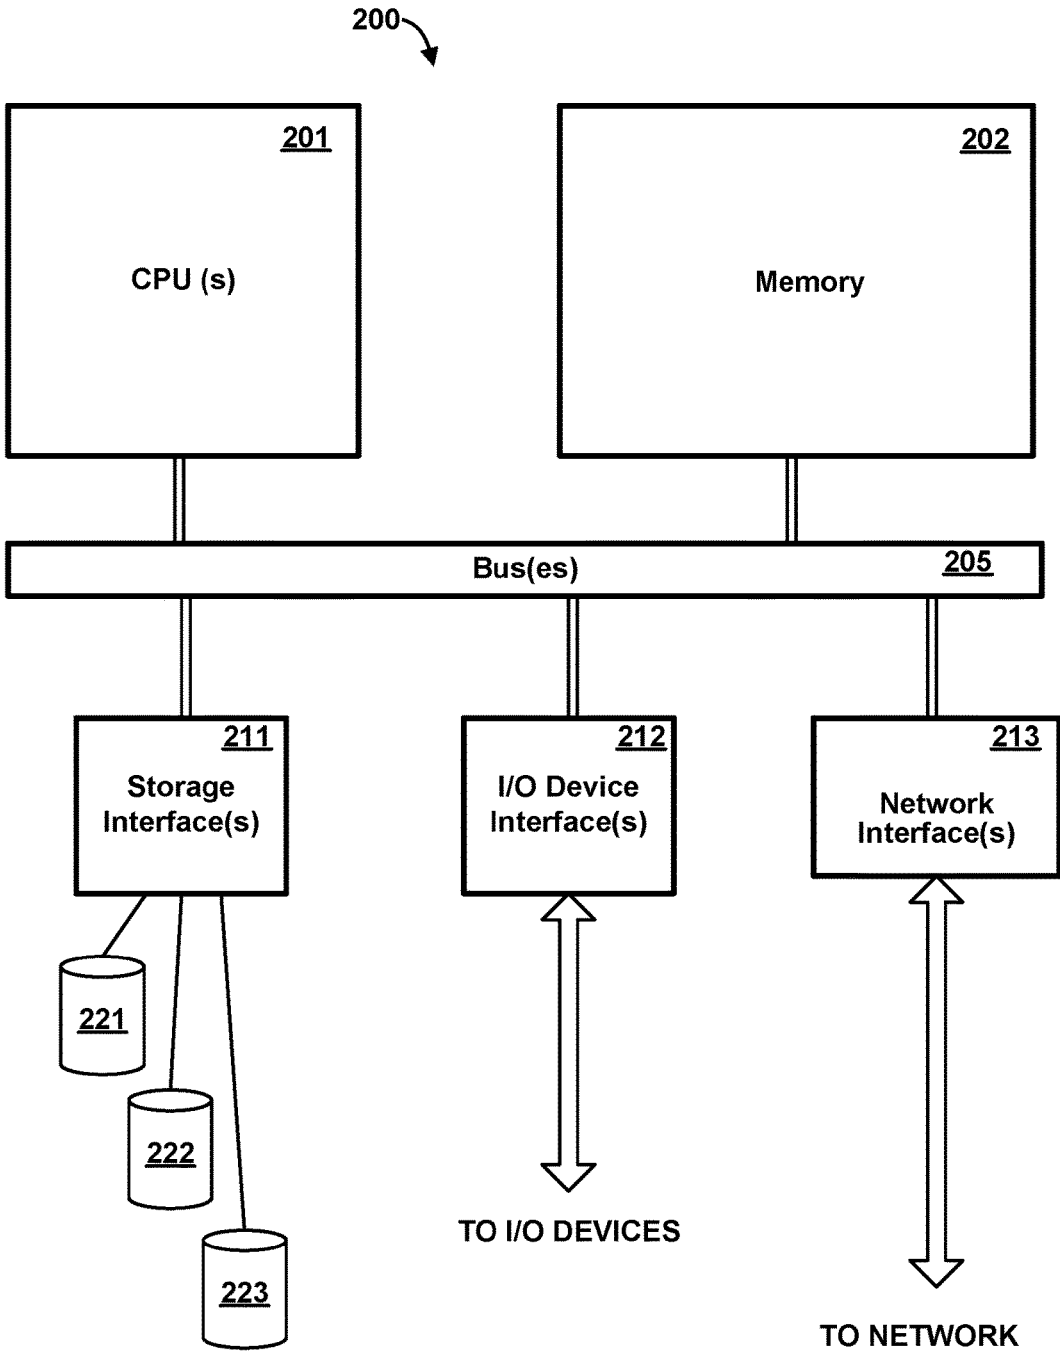 200
201
CPU (s)
202
Memory
Bus(es)
205
211
Storage
Interface(s)
212
I/O Device
Interface(s)
213
Network
Interface(s)
221
222
223
TO I/O DEVICES
TO NETWORK